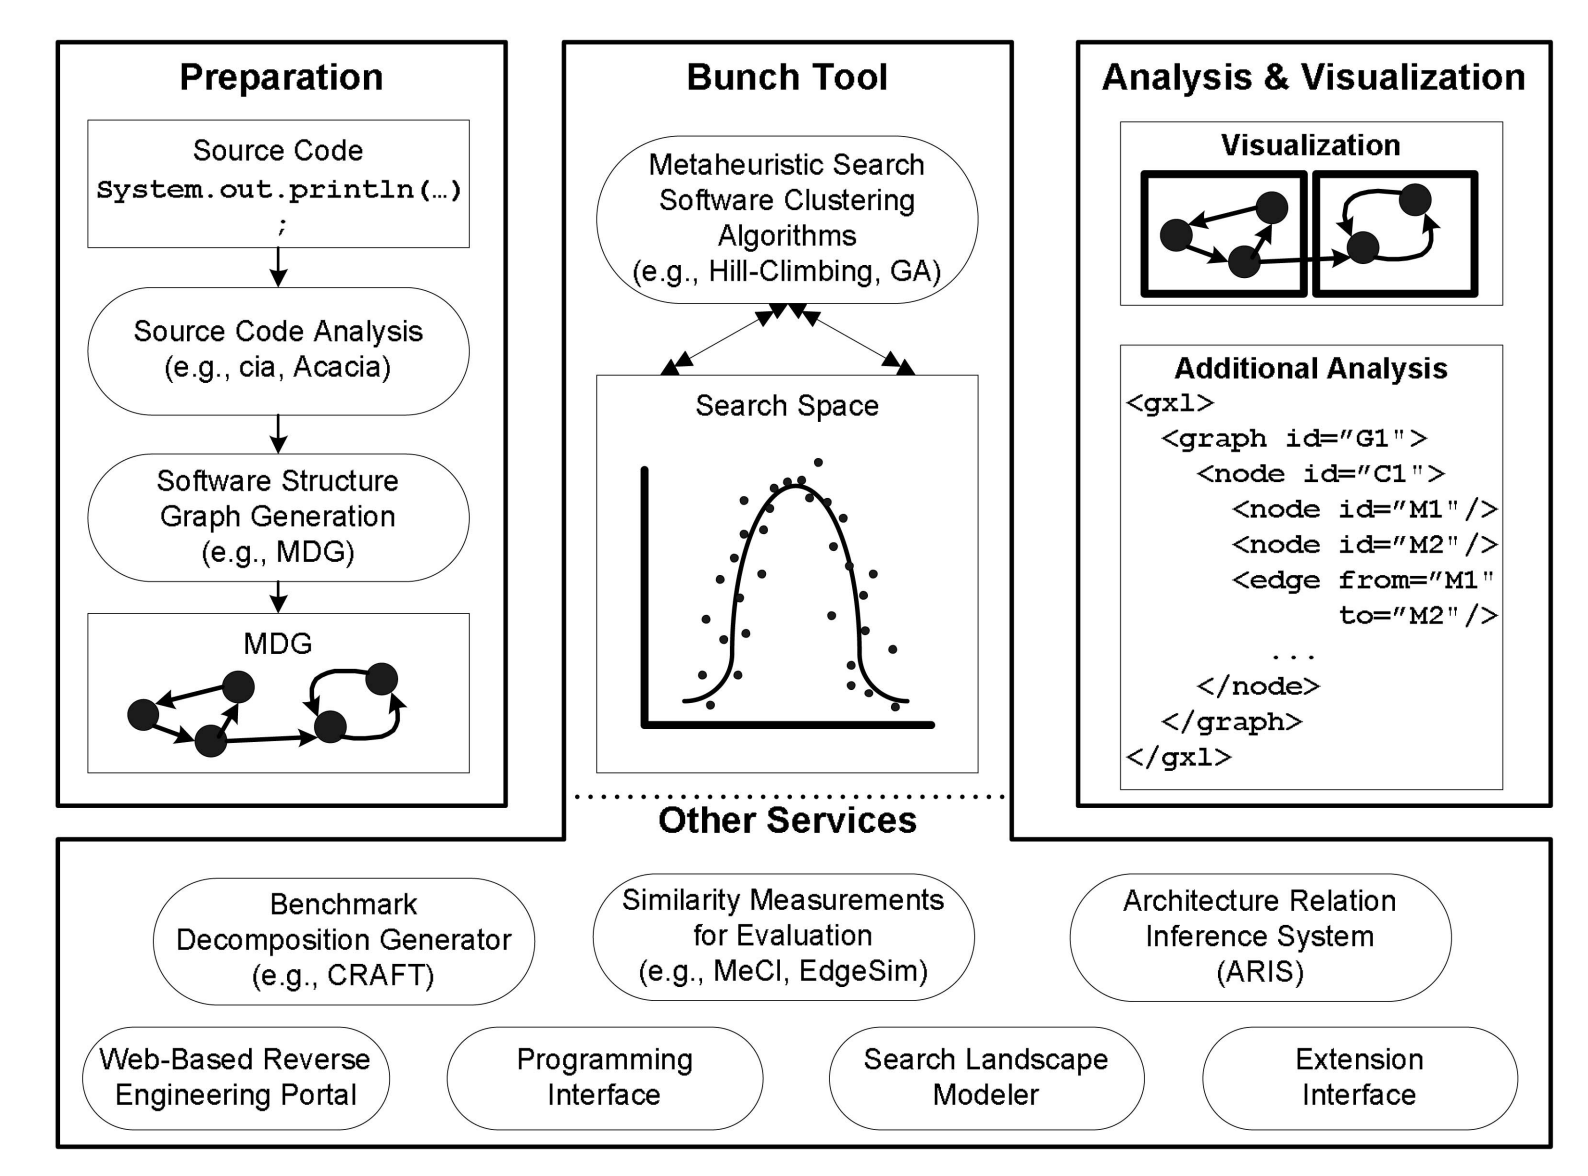 Preparation
Source Code
System.out.println(…)
;
Source Code Analysis
(e.g., cia, Acacia)
Software Structure
Graph Generation
(e.g., MDG)
MDG
Bunch Tool
Metaheuristic Search
Software Clustering
Algorithms
(e.g., Hill-Climbing, GA)
Search Space
Analysis & Visualization
Visualization
Additional Analysis
<gxl>
<graph id=″G1">
<node id=″C1">
<node id=″M1"/>
<node id=″M2"/>
<edge from=″M1"
to=″M2"/>
...
</node>
</graph>
</gxl>
Other Services
Benchmark
Decomposition Generator
(e.g., CRAFT)
Similarity Measurements
for Evaluation
(e.g., MeCl, EdgeSim)
Architecture Relation
Inference System
(ARIS)
Web-Based Reverse
Engineering Portal
Programming
Interface
Search Landscape
Modeler
Extension
Interface